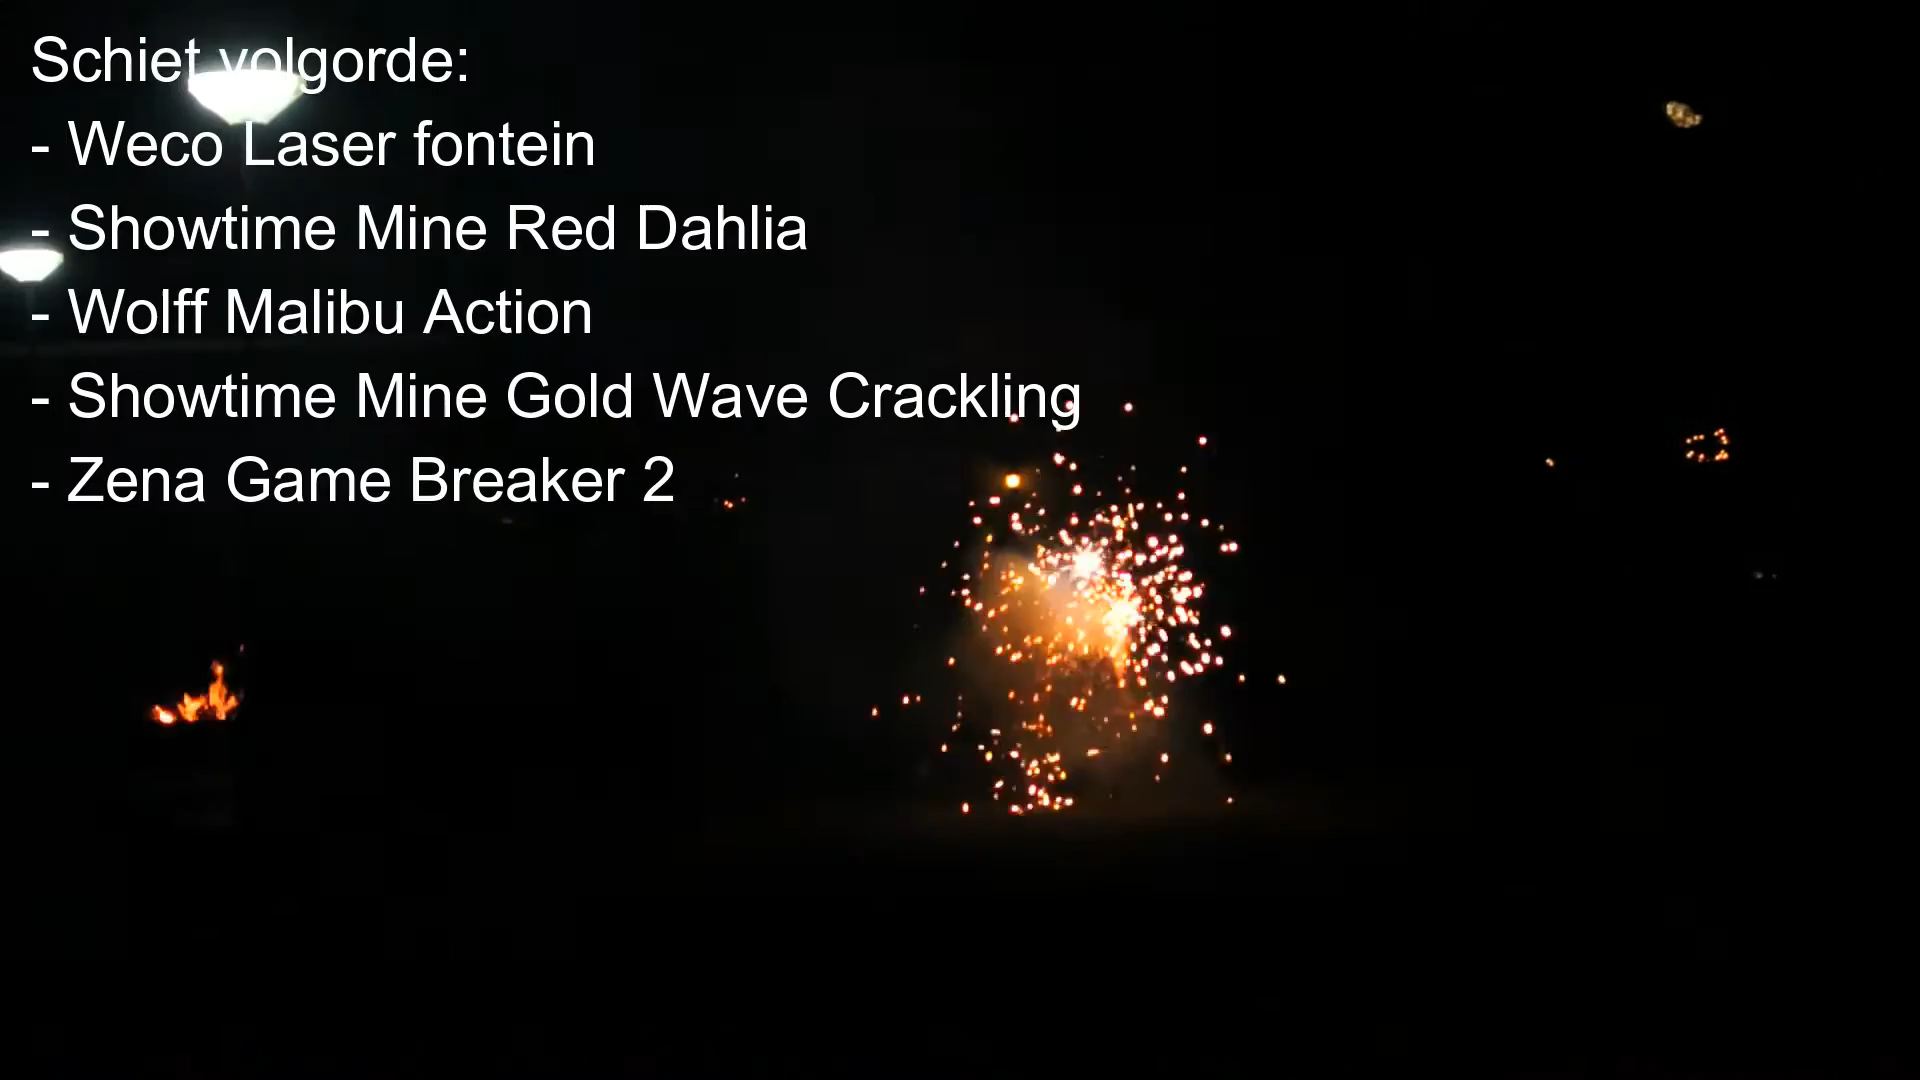 Schiet volgorde:
- Weco Laser fontein
- Showtime Mine Red Dahlia
- Wolff Malibu Action
- Showtime Mine Gold Wave Crackling
- Zena Game Breaker 2